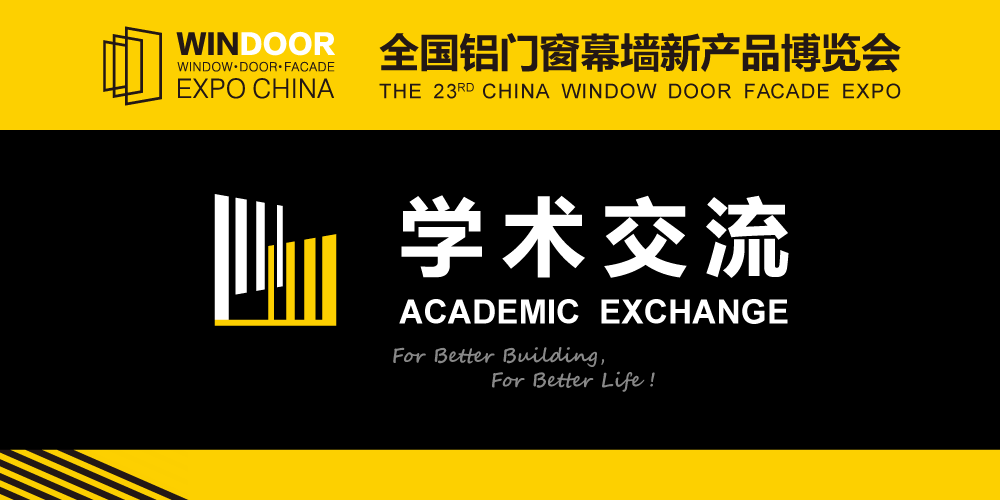 WINDOOR
WINDOW·DOOR·FACADE
EXPO CHINA
全国铝门窗幕墙新产品博览会
THE 23RD CHINA WINDOW DOOR FACADE EXPO
学术交流
ACADEMIC EXCHANGE
For Better Building,
For Better Life!